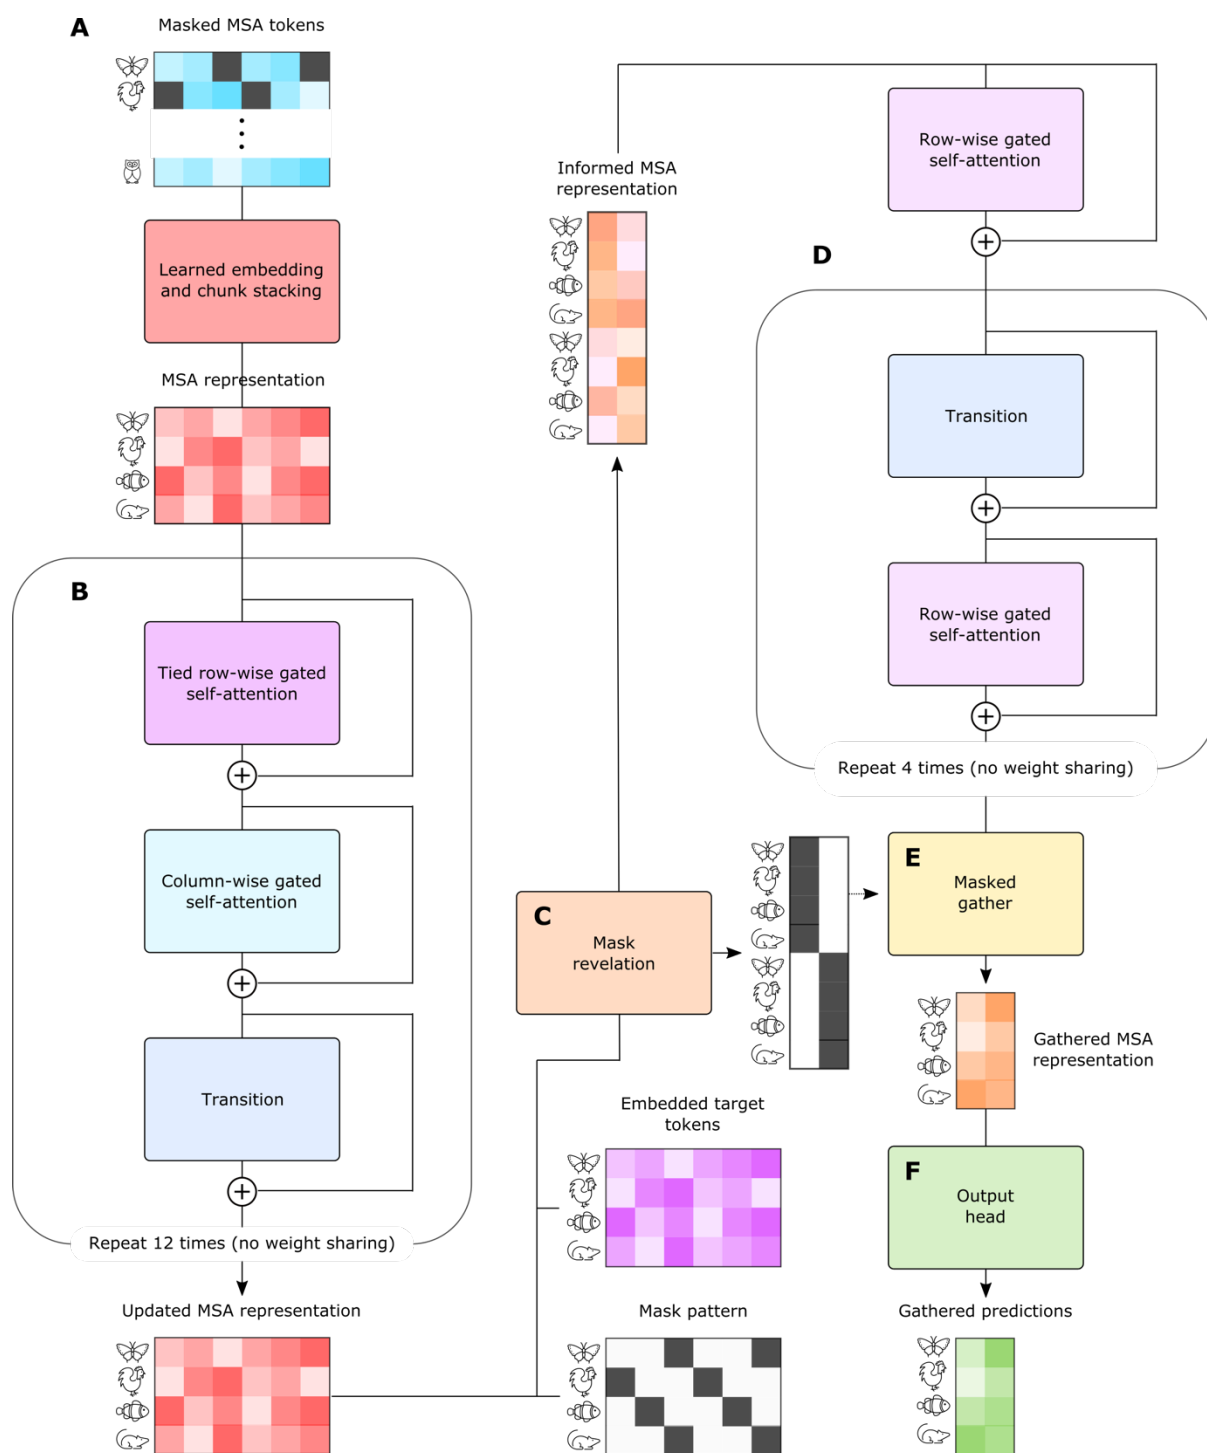 A
Masked MSA tokens
Learned embedding
and chunk stacking
MSA representation
B
Tied row-wise gated
self-attention
Column-wise gated
self-attention
Transition
Repeat 12 times (no weight sharing)
Updated MSA representation
Informed MSA
representation
C
Mask
revelation
Embedded target
tokens
Mask pattern
Row-wise gated
self-attention
D
Transition
Row-wise gated
self-attention
Repeat 4 times (no weight sharing)
E
Masked
gather
Gathered MSA
representation
F
Output
head
Gathered predictions